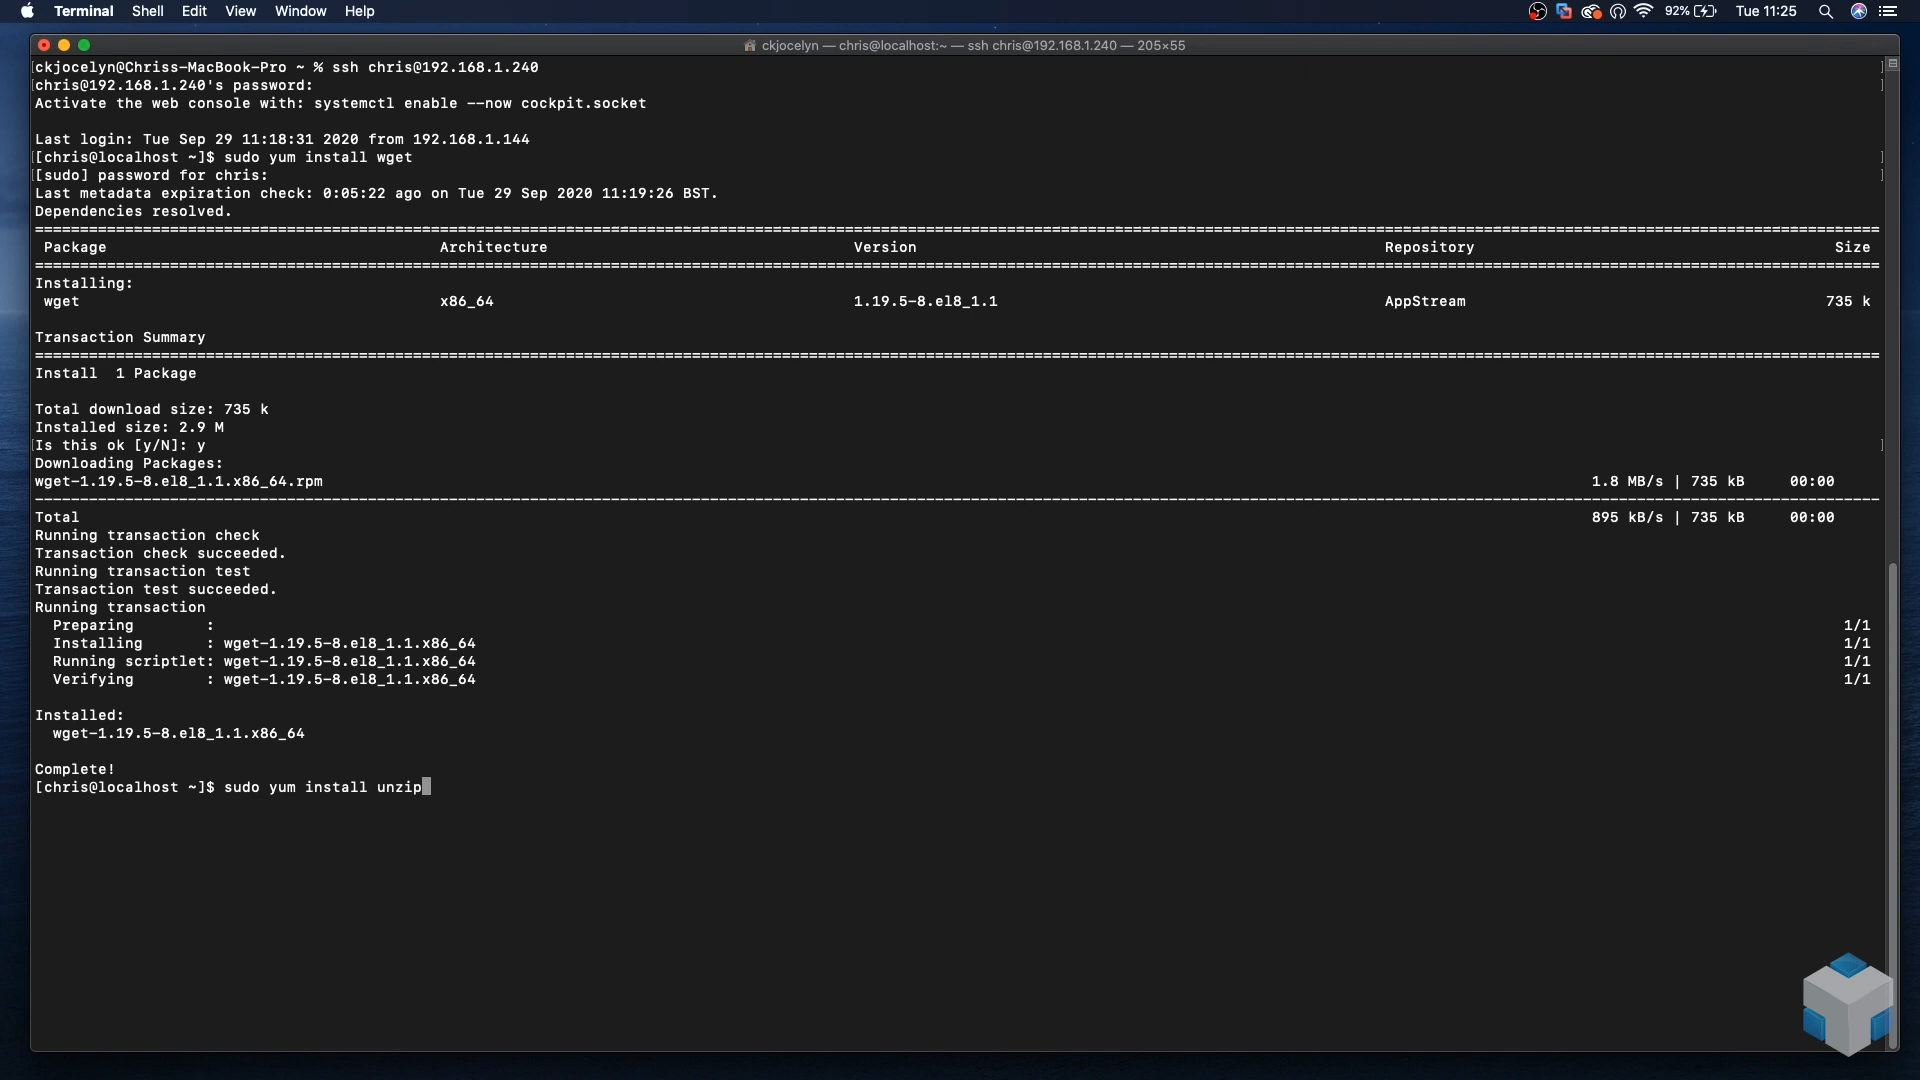 Terminal Shell Edit View Window Help 92% Tue 11:25
ckjocelyn — chris@localhost:~ — ssh chris@192.168.1.240 — 205×55
[ckjocelyn@Chriss-MacBook-Pro ~ % ssh chris@192.168.1.240 ]
[chris@192.168.1.240's password: ]
Activate the web console with: systemctl enable --now cockpit.socket
Last login: Tue Sep 29 11:18:31 2020 from 192.168.1.144
[[chris@localhost ~]$ sudo yum install wget ]
[[sudo] password for chris: ]
Last metadata expiration check: 0:05:22 ago on Tue 29 Sep 2020 11:19:26 BST.
Dependencies resolved.
Package Architecture Version Repository Size
Installing:
wget x86_64 1.19.5-8.el8_1.1 AppStream 735 k
Transaction Summary
Install 1 Package
Total download size: 735 k
Installed size: 2.9 M
[Is this ok [y/N]: y ]
Downloading Packages:
wget-1.19.5-8.el8_1.1.x86_64.rpm 1.8 MB/s | 735 kB 00:00
Total 895 kB/s | 735 kB 00:00
Running transaction check
Transaction check succeeded.
Running transaction test
Transaction test succeeded.
Running transaction
Preparing : 1/1
Installing : wget-1.19.5-8.el8_1.1.x86_64 1/1
Running scriptlet: wget-1.19.5-8.el8_1.1.x86_64 1/1
Verifying : wget-1.19.5-8.el8_1.1.x86_64 1/1
Installed:
wget-1.19.5-8.el8_1.1.x86_64
Complete!
[chris@localhost ~]$ sudo yum install unzip